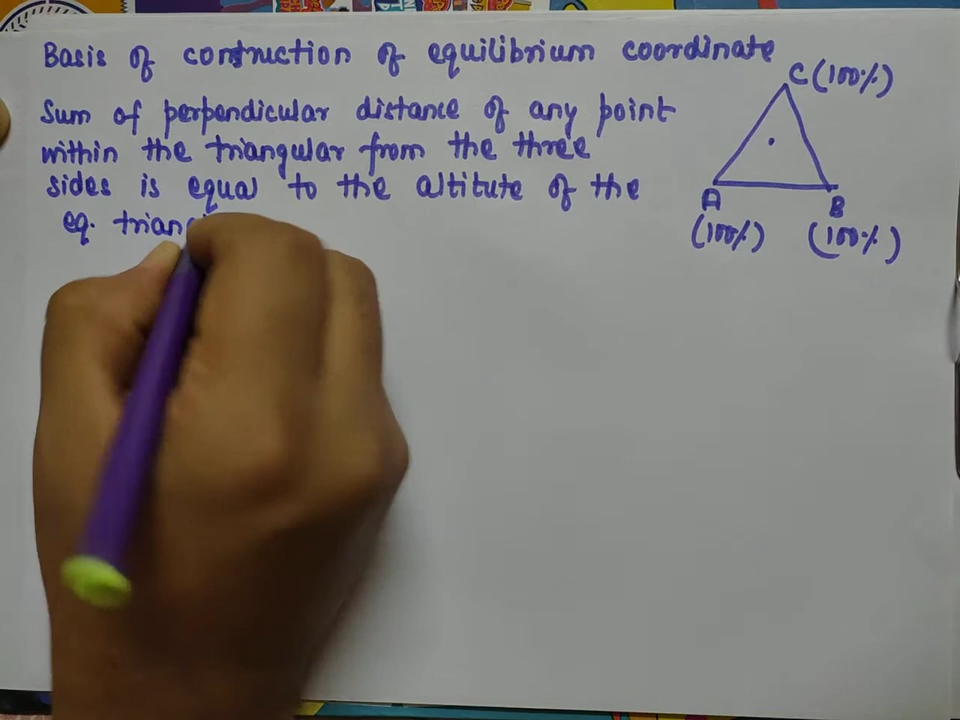 Basis of contruction of equilibrium coordinate
Sum of perpendicular distance of any point
within the triangular from the three
sides is equal to the altitute of the
eq.
C (100%)
A
(100%)
B
(100%)